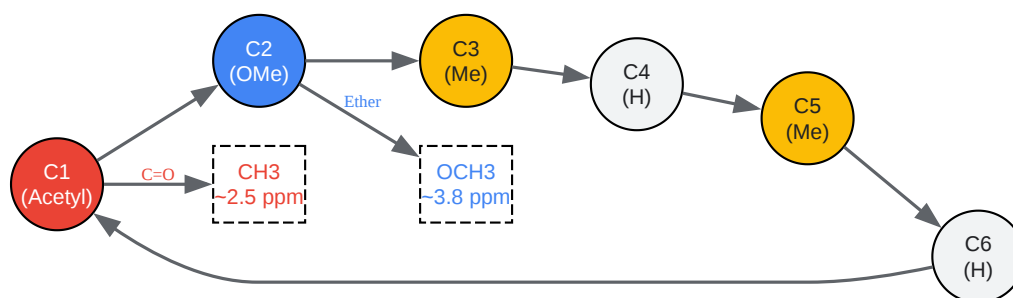 C2
(OMe)
C3
(Me)
C4
(H)
C5
(Me)
Ether
C1
(Acetyl)
C=O
CH3
~2.5 ppm
OCH3
~3.8 ppm
C6
(H)